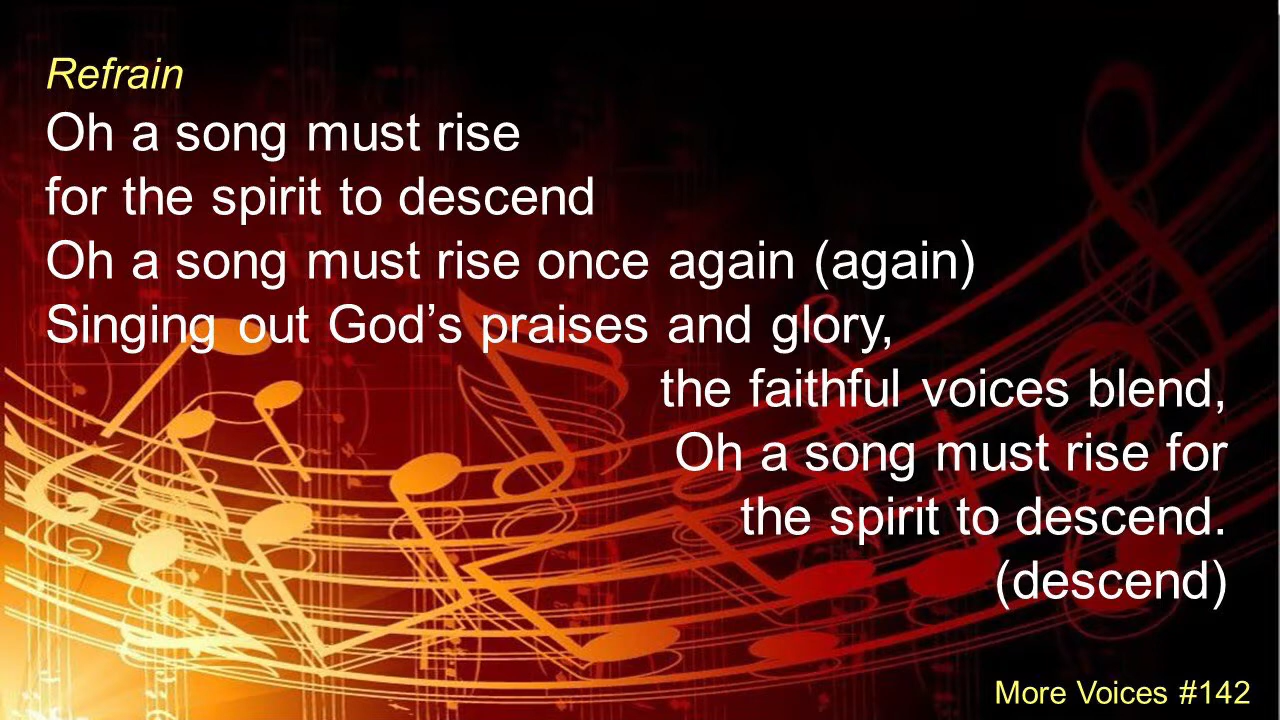 Refrain
Oh a song must rise
for the spirit to descend
Oh a song must rise once again (again)
Singing out God’s praises and glory,
the faithful voices blend,
Oh a song must rise for
the spirit to descend.
(descend)
More Voices #142